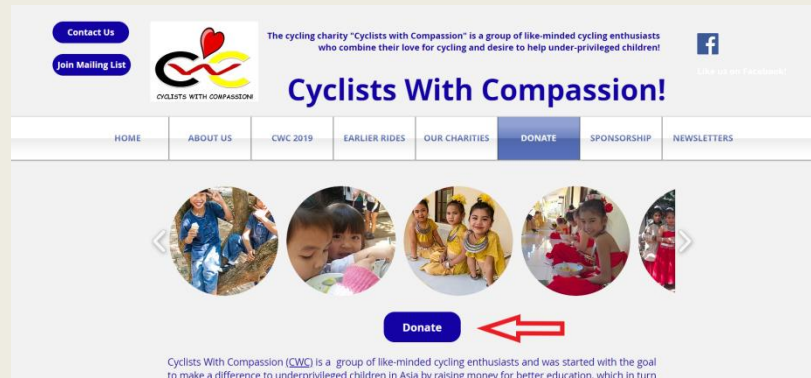 Contact Us
Join Mailing List
CYCLISTS WITH COMPASSION!
The cycling charity "Cyclists with Compassion" is a group of like-minded cycling enthusiasts
who combine their love for cycling and desire to help under-privileged children!
Like us on Facebook!
Cyclists With Compassion!
HOME
ABOUT US
CWC 2019
EARLIER RIDES
OUR CHARITIES
DONATE
SPONSORSHIP
NEWSLETTERS
Donate
Cyclists With Compassion (CWC) is a group of like-minded cycling enthusiasts and was started with the goal
to make a difference to underprivileged children in Asia by raising money for better education, which in turn